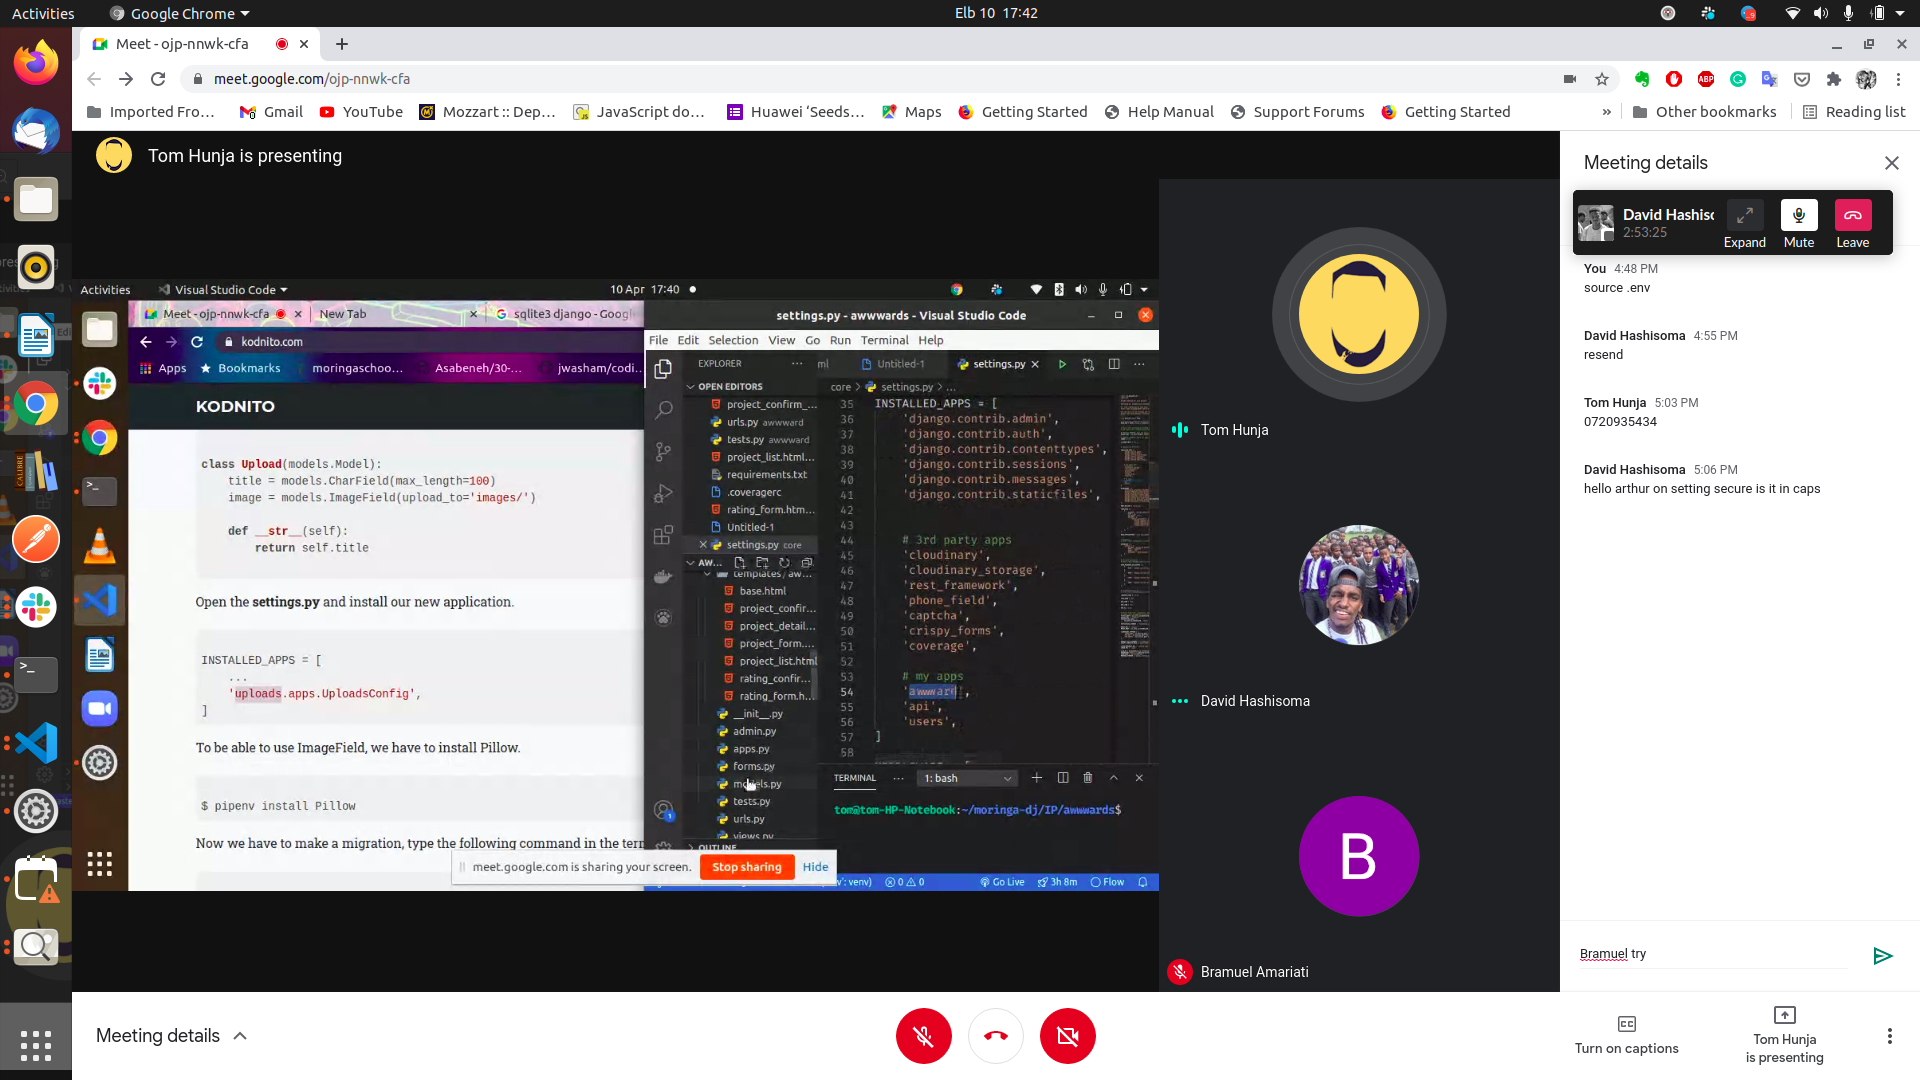 Activities
Google Chrome
Elb 10 17:42
Meet - ojp-nnwk-cfa
meet.google.com/ojp-nnwk-cfa
Imported Fro...
Gmail
YouTube
Mozzart :: Dep...
JavaScript do...
Huawei ‘Seeds...
Maps
Getting Started
Help Manual
Support Forums
Getting Started
»
Other bookmarks
Reading list
Tom Hunja is presenting
Activities
Visual Studio Code
10 Apr 17:40
Meet - ojp-nnwk-cfa
New Tab
sqlite3 django - Googl
kodnito.com
Apps
Bookmarks
moringaschoo...
Asabeneh/30-...
jwasham/codi...
KODNITO
class Upload(models.Model):
title = models.CharField(max_length=100)
image = models.ImageField(upload_to='images/')
def __str__(self):
return self.title
Open the settings.py and install our new application.
INSTALLED_APPS = [
...
'uploads.apps.UploadsConfig',
]
To be able to use ImageField, we have to install Pillow.
$ pipenv install Pillow
Now we have to make a migration, type the following command in the terr
meet.google.com is sharing your screen.
Stop sharing
Hide
settings.py - awwwards - Visual Studio Code
File Edit Selection View Go Run Terminal Help
EXPLORER
ml
Untitled-1
settings.py
OPEN EDITORS
core > settings.py > ...
project_confirm_...
urls.py awwward
tests.py awwward
project_list.html...
requirements.txt
.coveragerc
rating_form.htm...
Untitled-1
settings.py core
AW...
templates/aw...
base.html
project_confir...
project_detail...
project_form....
project_list.html
rating_confir...
rating_form.h...
__init__.py
admin.py
apps.py
forms.py
models.py
tests.py
urls.py
views.py
OUTLINE
35 INSTALLED_APPS = [
36 'django.contrib.admin',
37 'django.contrib.auth',
38 'django.contrib.contenttypes',
39 'django.contrib.sessions',
40 'django.contrib.messages',
41 'django.contrib.staticfiles',
42
43
44 # 3rd party apps
45 'cloudinary',
46 'cloudinary_storage',
47 'rest_framework',
48 'phone_field',
49 'captcha',
50 'crispy_forms',
51 'coverage',
52
53 # my apps
54 'awwward',
55 'api',
56 'users',
57 ]
58
TERMINAL
1: bash
tom@tom-HP-Notebook:~/moringa-dj/IP/awwwards$
v': venv)
0 0
Go Live
3h 8m
Flow
Tom Hunja
David Hashisoma
B
Bramuel Amariati
Meeting details
David Hashisc
2:53:25
Expand
Mute
Leave
You 4:48 PM
source .env
David Hashisoma 4:55 PM
resend
Tom Hunja 5:03 PM
0720935434
David Hashisoma 5:06 PM
hello arthur on setting secure is it in caps
Bramuel try
Meeting details
Turn on captions
Tom Hunja
is presenting